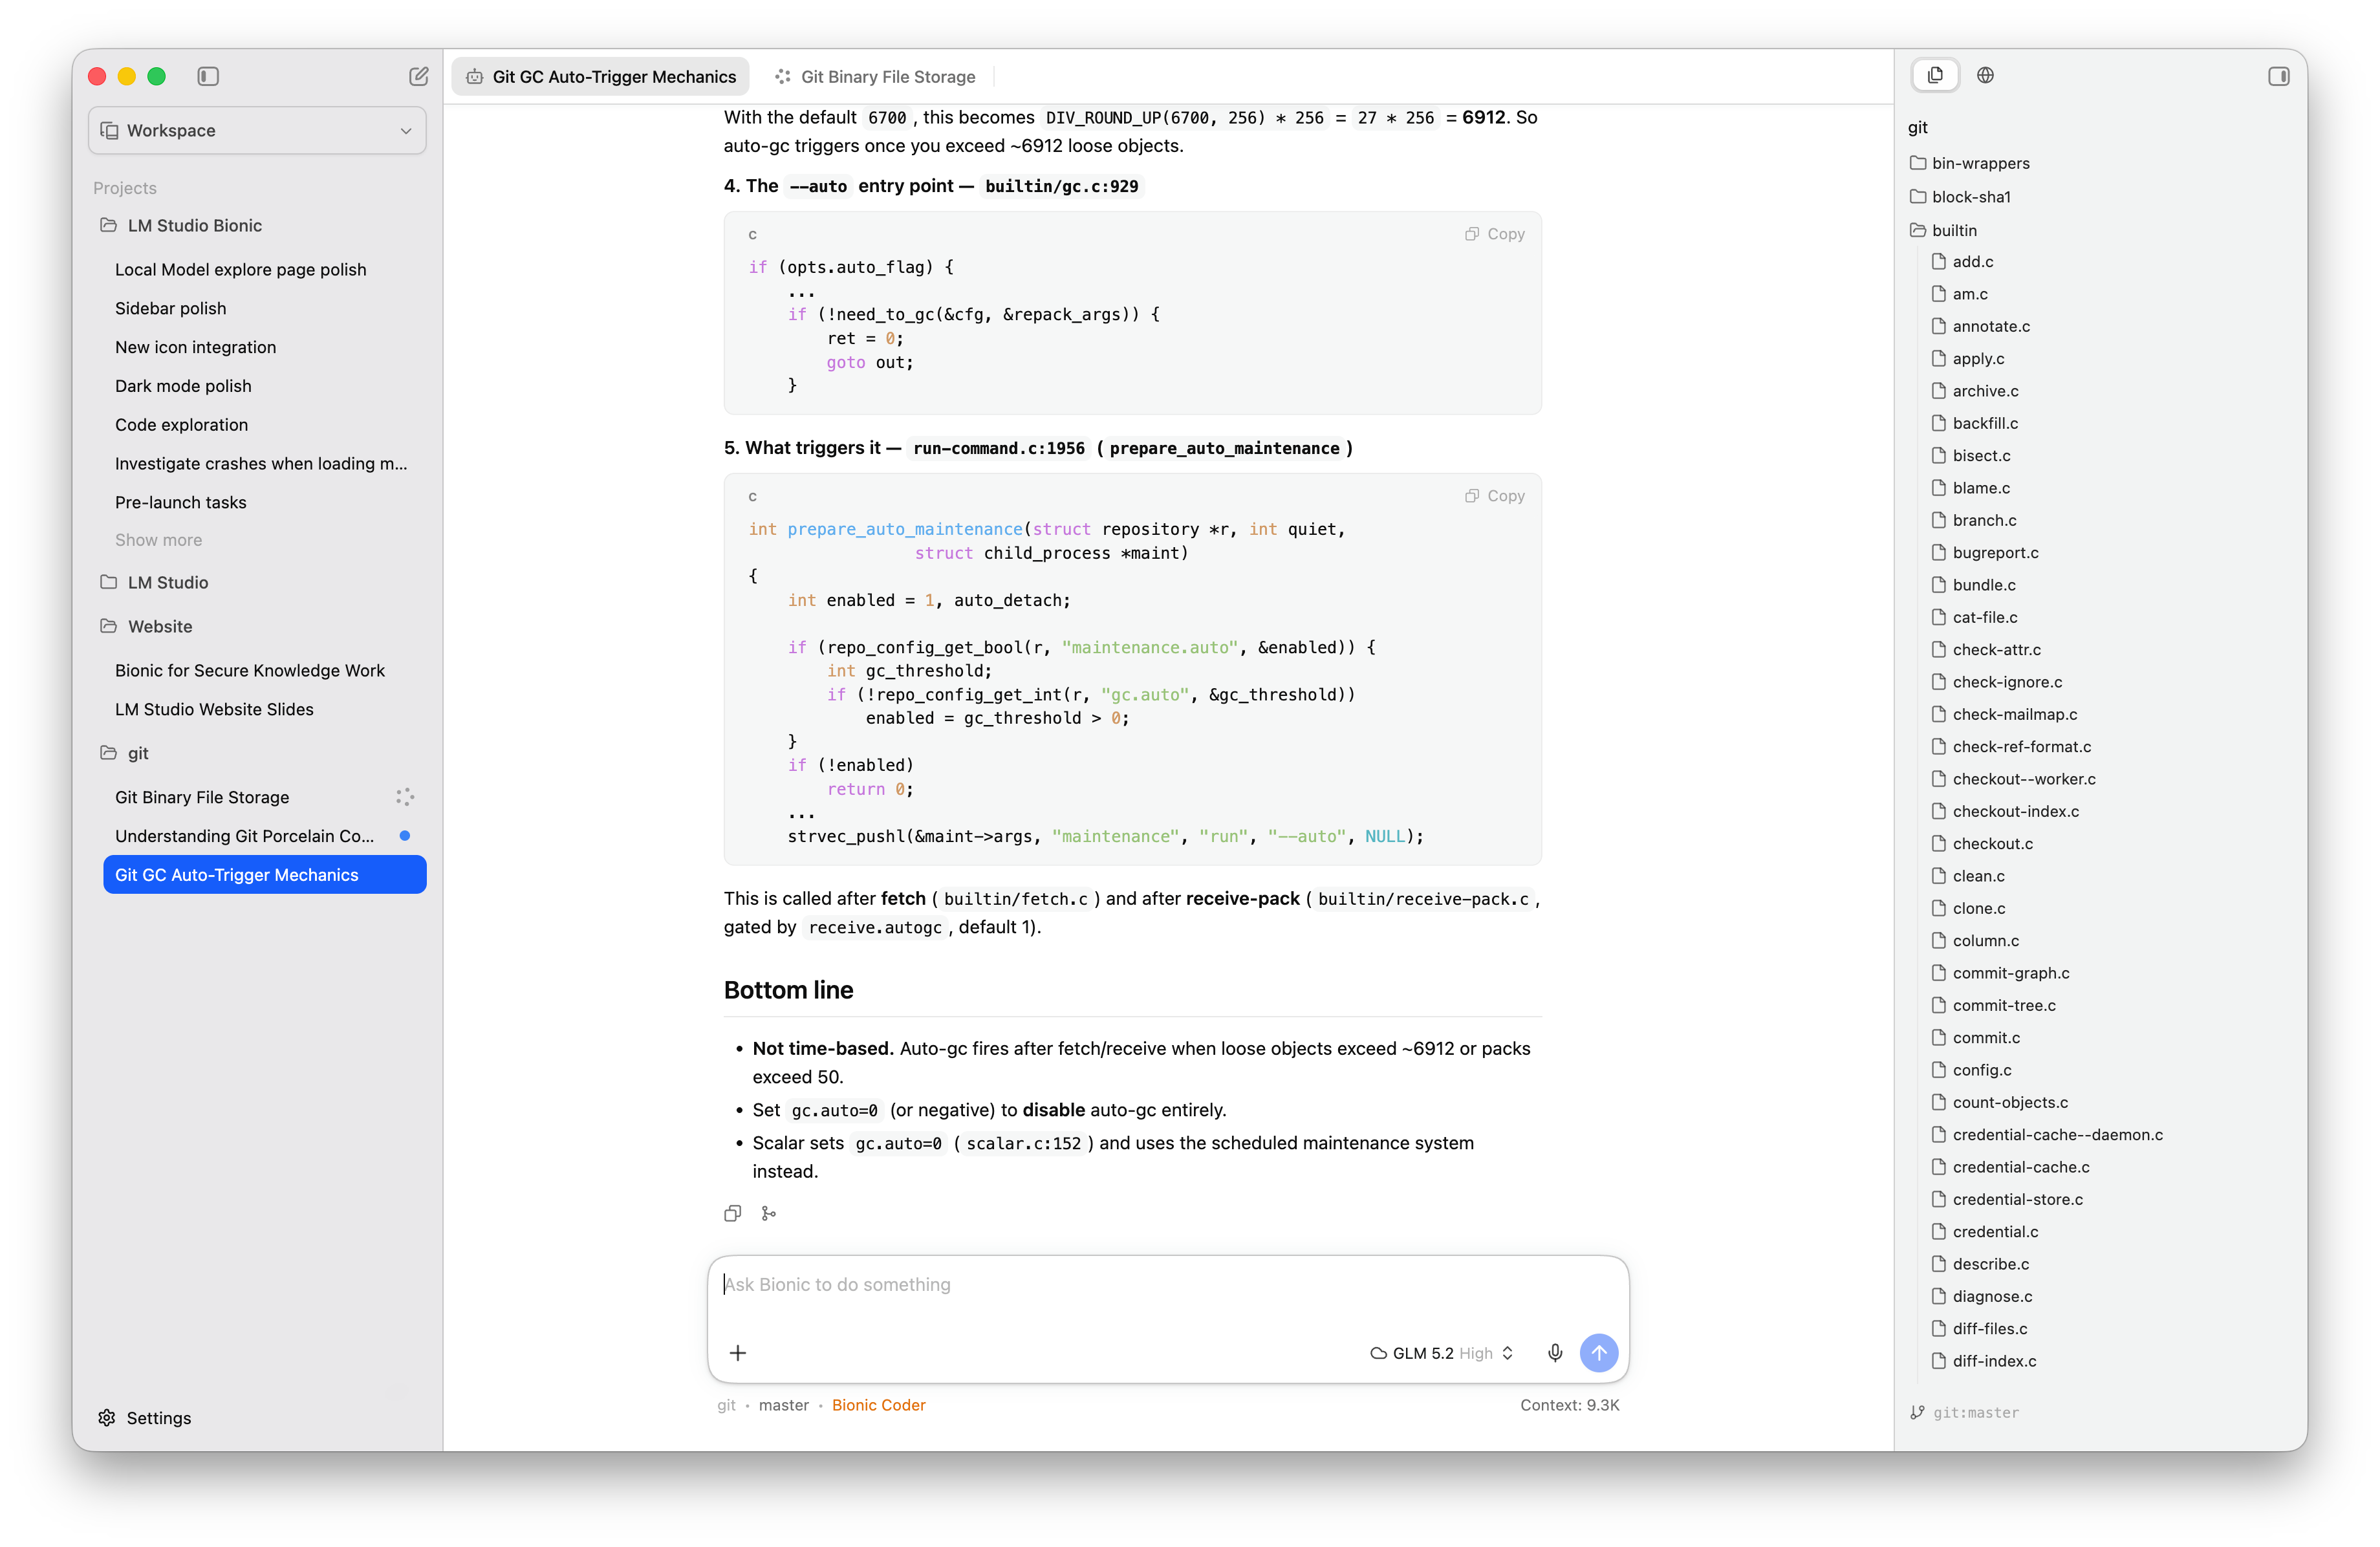 Workspace
Projects
LM Studio Bionic
Local Model explore page polish
Sidebar polish
New icon integration
Dark mode polish
Code exploration
Investigate crashes when loading m...
Pre-launch tasks
Show more
LM Studio
Website
Bionic for Secure Knowledge Work
LM Studio Website Slides
git
Git Binary File Storage
Understanding Git Porcelain Co...
Git GC Auto-Trigger Mechanics
Settings
Git GC Auto-Trigger Mechanics
Git Binary File Storage
With the default 6700 , this becomes DIV_ROUND_UP(6700, 256) * 256 = 27 * 256 = 6912. So
auto-gc triggers once you exceed ~6912 loose objects.
4. The --auto entry point — builtin/gc.c:929
c
Copy
if (opts.auto_flag) {
    ...
    if (!need_to_gc(&cfg, &repack_args)) {
        ret = 0;
        goto out;
    }
5. What triggers it — run-command.c:1956 ( prepare_auto_maintenance )
c
Copy
int prepare_auto_maintenance(struct repository *r, int quiet,
                 struct child_process *maint)
{
    int enabled = 1, auto_detach;
    if (repo_config_get_bool(r, "maintenance.auto", &enabled)) {
        int gc_threshold;
        if (!repo_config_get_int(r, "gc.auto", &gc_threshold))
            enabled = gc_threshold > 0;
    }
    if (!enabled)
        return 0;
    ...
    strvec_pushl(&maint->args, "maintenance", "run", "--auto", NULL);
This is called after fetch ( builtin/fetch.c ) and after receive-pack ( builtin/receive-pack.c ,
gated by receive.autogc , default 1).
Bottom line
• Not time-based. Auto-gc fires after fetch/receive when loose objects exceed ~6912 or packs
exceed 50.
• Set gc.auto=0 (or negative) to disable auto-gc entirely.
• Scalar sets gc.auto=0 ( scalar.c:152 ) and uses the scheduled maintenance system
instead.
Ask Bionic to do something
GLM 5.2 High
git • master • Bionic Coder
Context: 9.3K
git
bin-wrappers
block-sha1
builtin
add.c
am.c
annotate.c
apply.c
archive.c
backfill.c
bisect.c
blame.c
branch.c
bugreport.c
bundle.c
cat-file.c
check-attr.c
check-ignore.c
check-mailmap.c
check-ref-format.c
checkout--worker.c
checkout-index.c
checkout.c
clean.c
clone.c
column.c
commit-graph.c
commit-tree.c
commit.c
config.c
count-objects.c
credential-cache--daemon.c
credential-cache.c
credential-store.c
credential.c
describe.c
diagnose.c
diff-files.c
diff-index.c
git:master